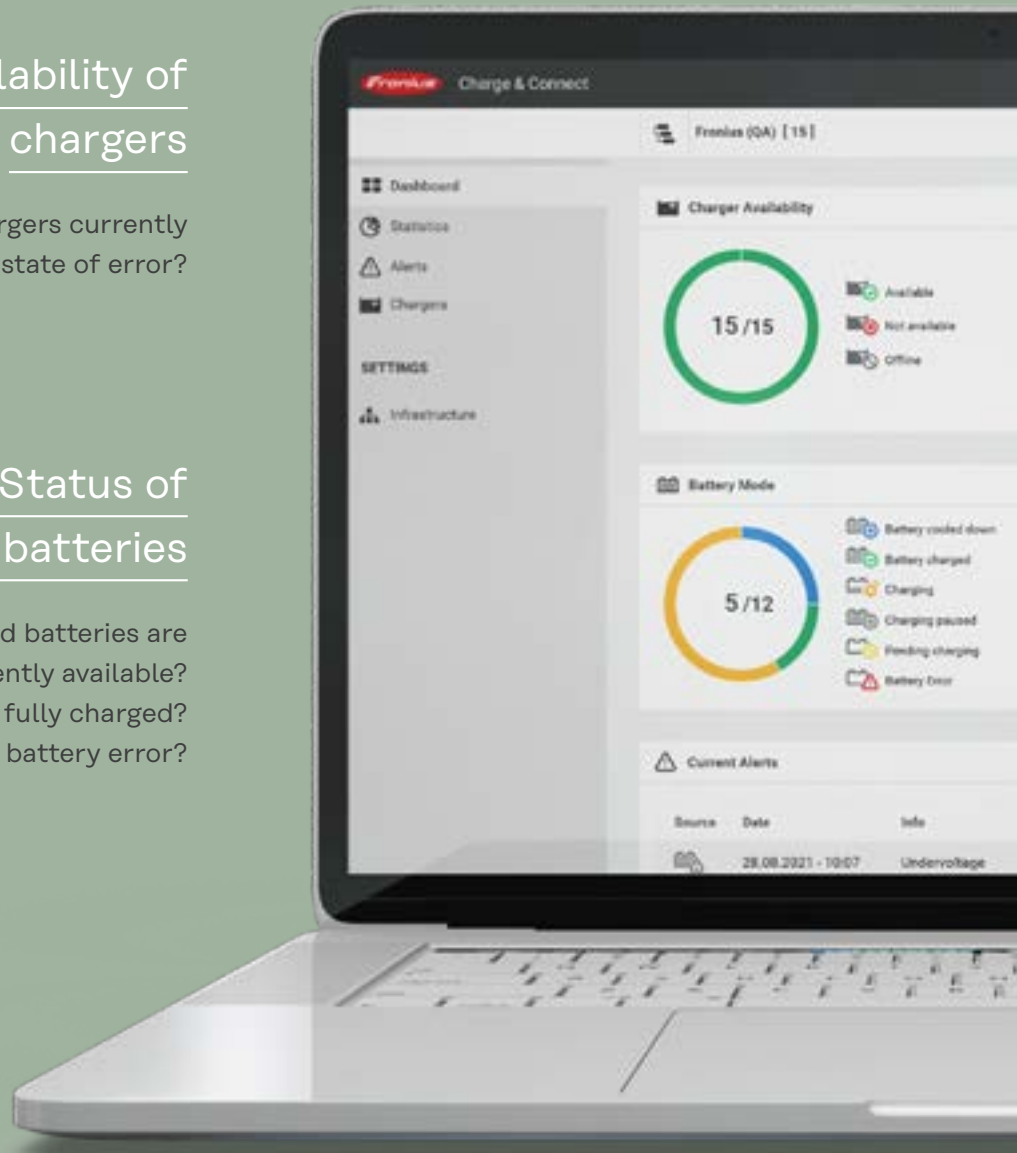 lability of
chargers
rgers currently
state of error?
Status of
batteries
d batteries are
ently available?
fully charged?
battery error?
Fronius Charge & Connect
Fronius (QA) [ 15 ]
Dashboard
Statistics
Alerts
Chargers
SETTINGS
Infrastructure
Charger Availability
15 /15
Available
Not available
Offline
Battery Mode
5 /12
Battery cooled down
Battery charged
Charging
Charging paused
Pending charging
Battery Error
Current Alerts
Source Date Info
28.08.2021 - 10:07 Undervoltage